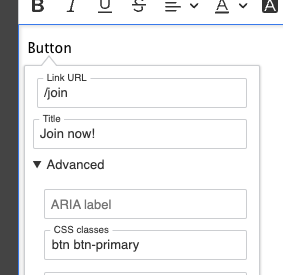 B I U S A A
Button
Link URL
/join
Title
Join now!
Advanced
ARIA label
CSS classes
btn btn-primary